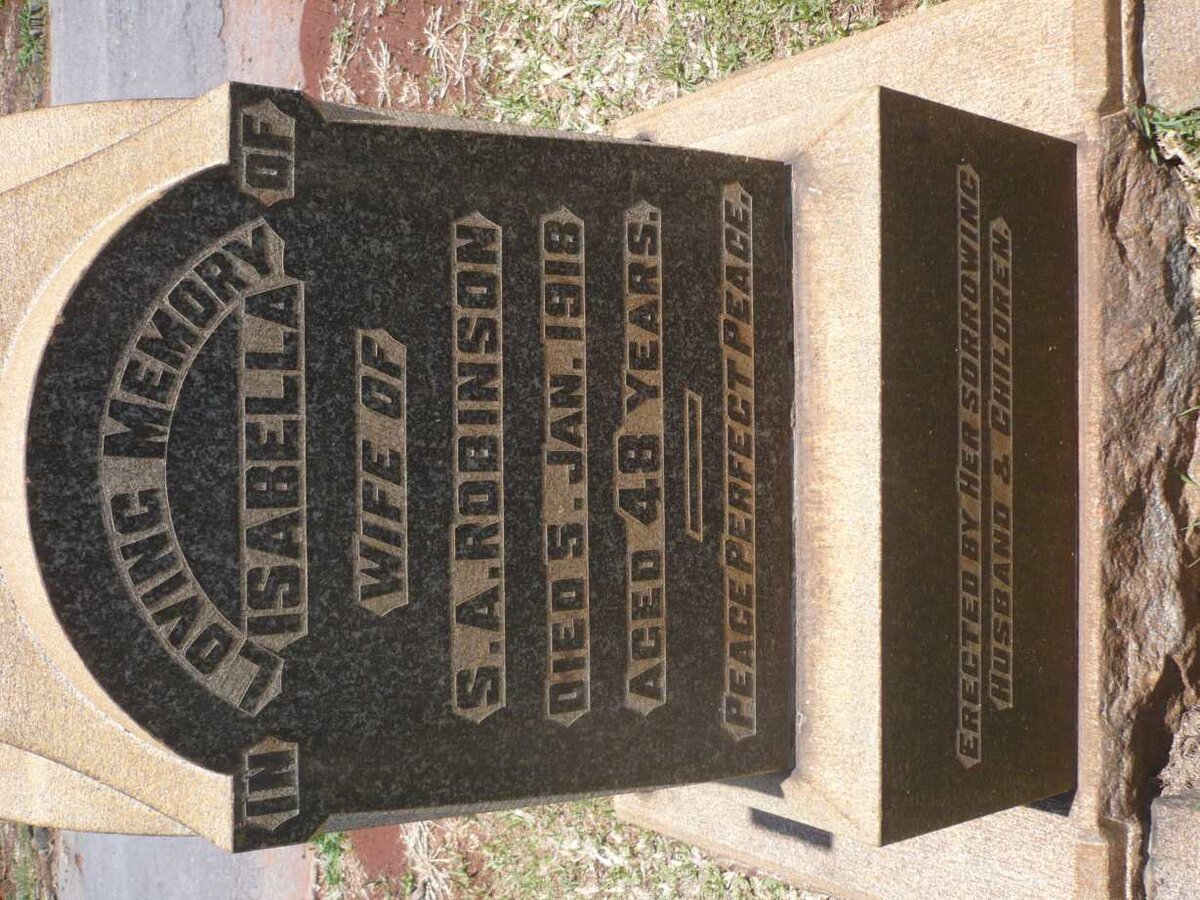 IN LOVING MEMORY OF
ISABELLA
WIFE OF
S.A. ROBINSON
DIED 5. JAN. 1918
AGED 48 YEARS.
PEACE PERFECT PEACE.
ERECTED BY HER SORROWING
HUSBAND & CHILDREN.